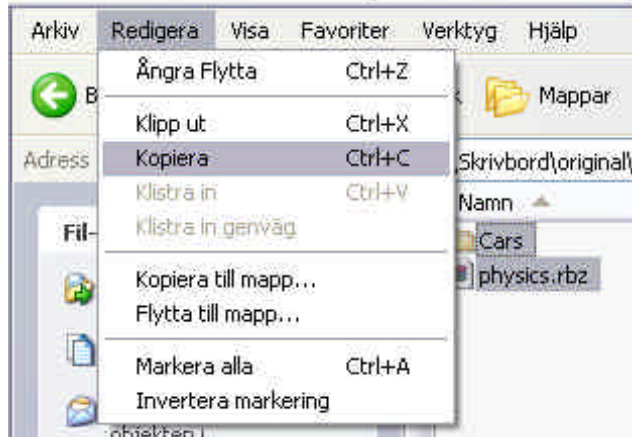 Arkiv Redigera Visa Favoriter Verktyg Hjälp
Ångra Flytta Ctrl+Z
Mappar
Klipp ut Ctrl+X
Kopiera Ctrl+C
Adress Skrivbord\original\
Klistra in Ctrl+V
Namn
Klistra in genväg
Fil-
Cars
Kopiera till mapp...
physics.rbz
Flytta till mapp...
Markera alla Ctrl+A
Invertera markering
objekten